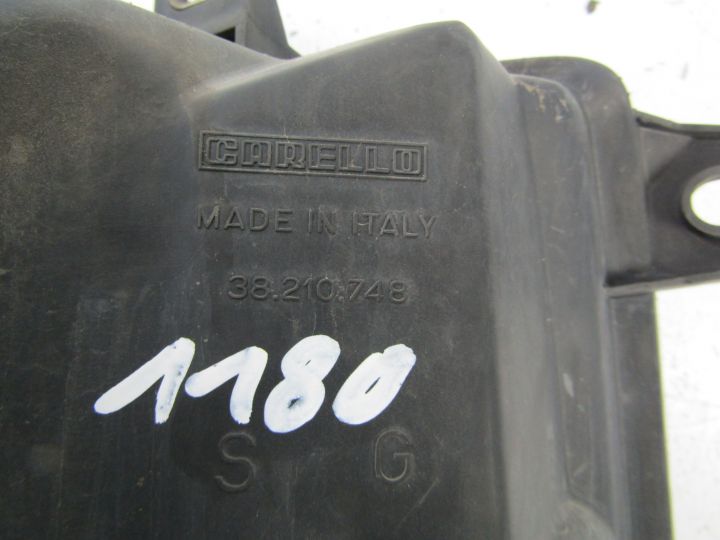 CARELLO
MADE IN ITALY
38.210.748
1180
S G